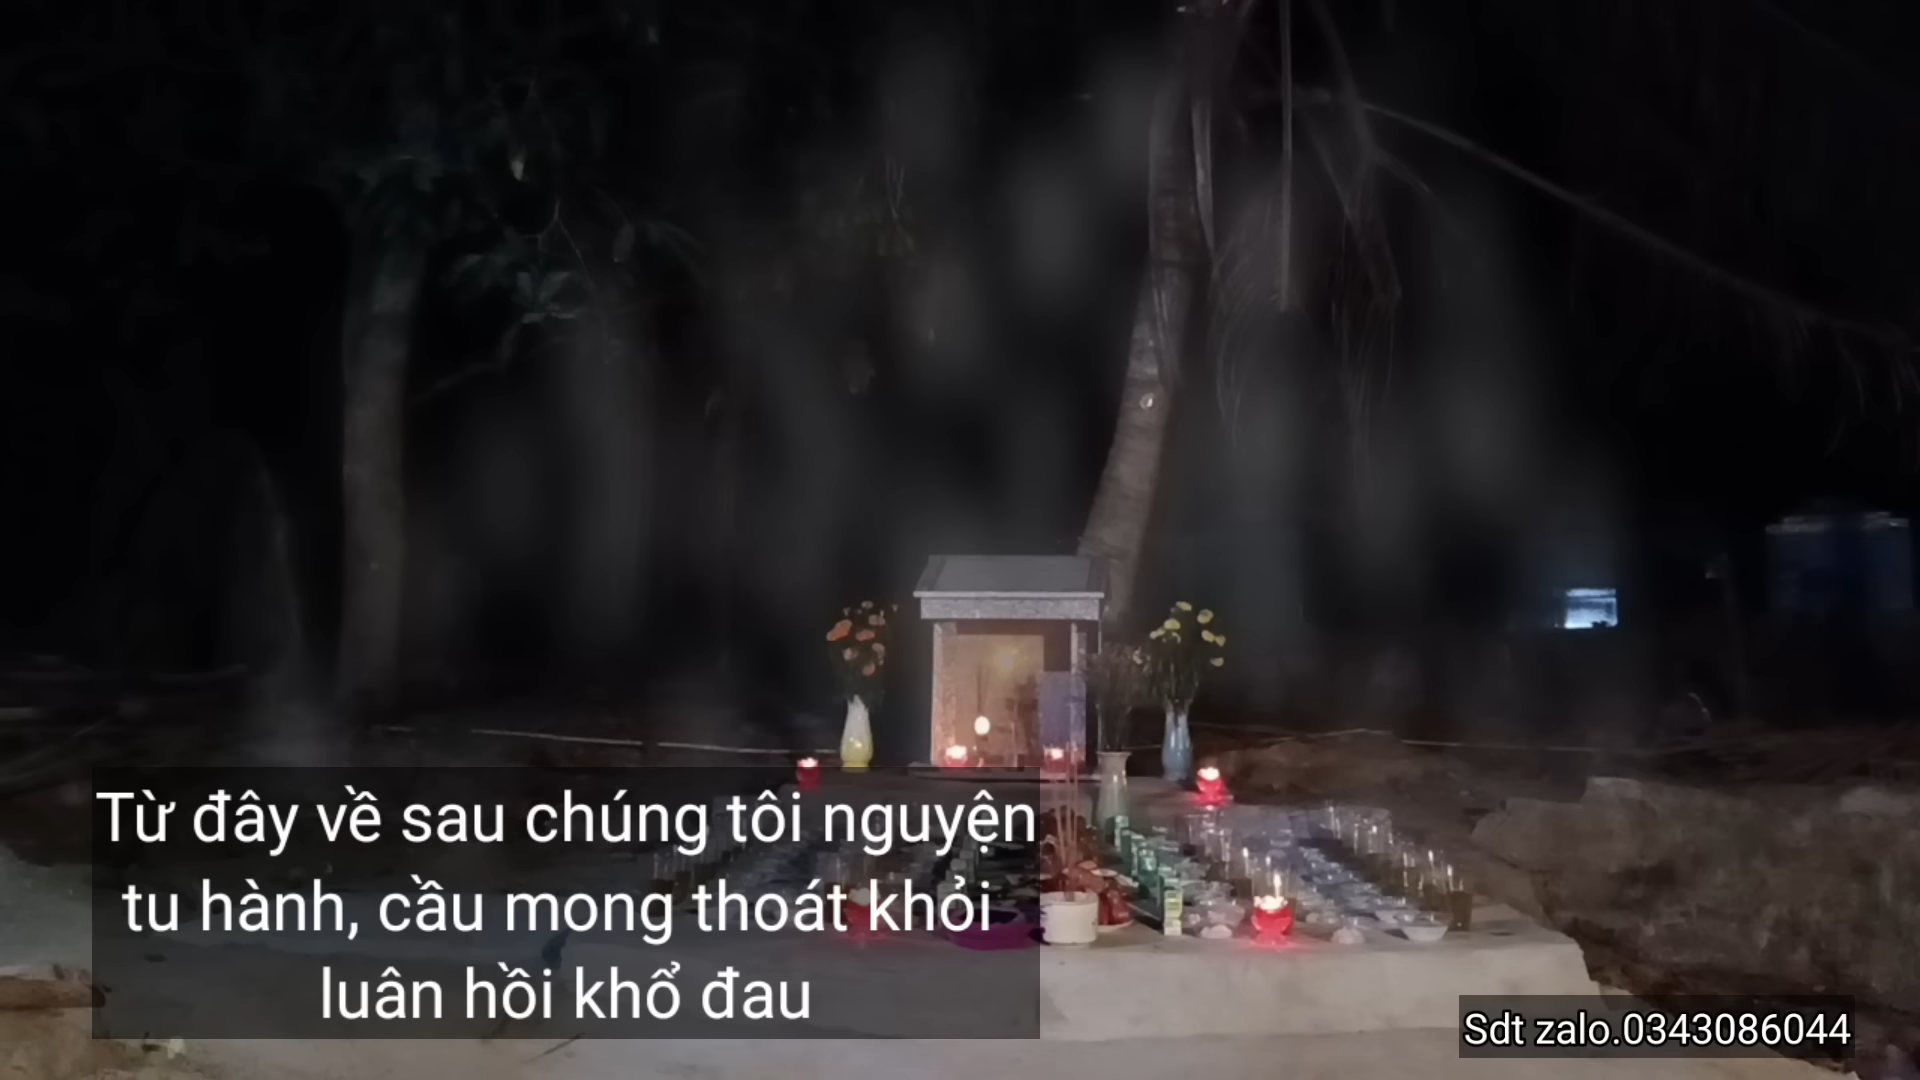 Từ đây về sau chúng tôi nguyện
tu hành, cầu mong thoát khỏi
luân hồi khổ đau
Sdt zalo.0343086044